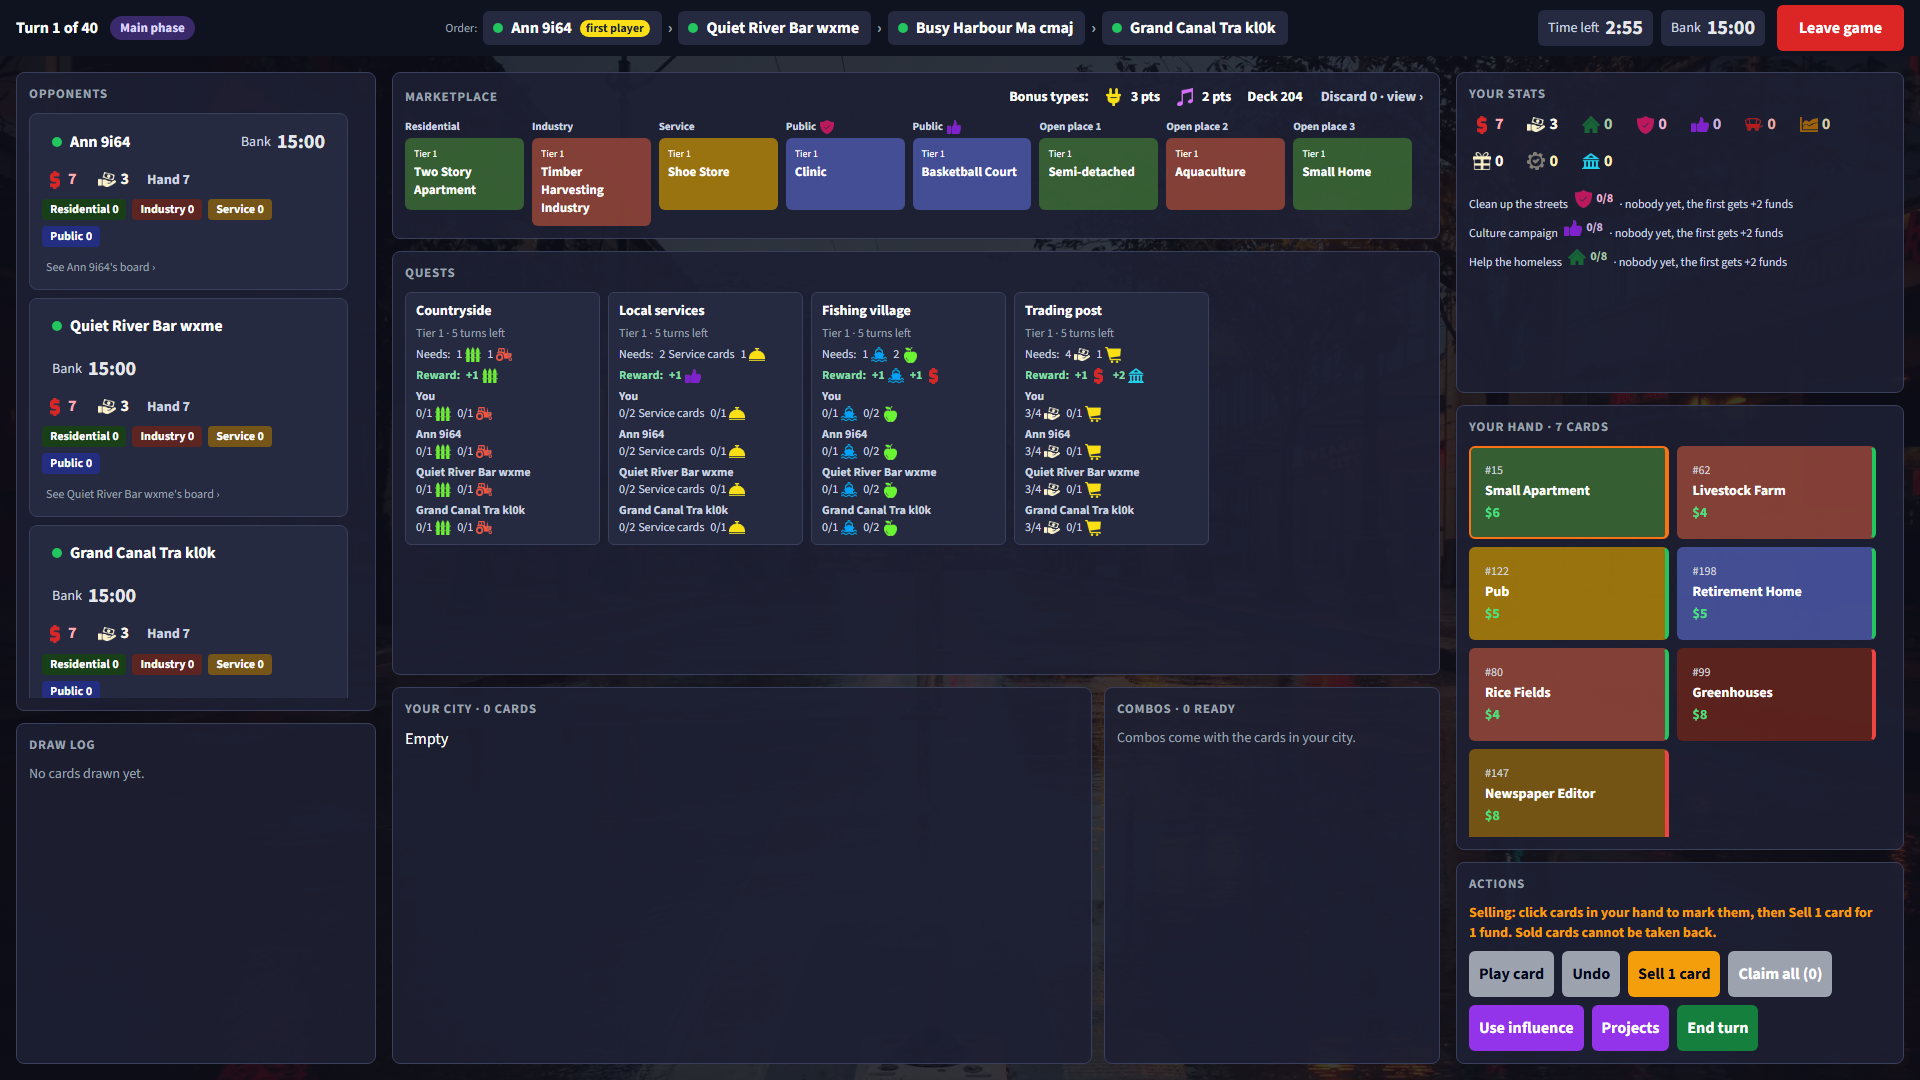 Turn 1 of 40 Main phase
Order: Ann 9i64 first player › Quiet River Bar wxme › Busy Harbour Ma cmaj › Grand Canal Tra kl0k
Time left 2:55 Bank 15:00 Leave game
OPPONENTS
Ann 9i64 Bank 15:00
7 3 Hand 7
Residential 0 Industry 0 Service 0
Public 0
See Ann 9i64's board ›
Quiet River Bar wxme
Bank 15:00
7 3 Hand 7
Residential 0 Industry 0 Service 0
Public 0
See Quiet River Bar wxme's board ›
Grand Canal Tra kl0k
Bank 15:00
7 3 Hand 7
Residential 0 Industry 0 Service 0
Public 0
DRAW LOG
No cards drawn yet.
MARKETPLACE
Bonus types: 3 pts 2 pts Deck 204 Discard 0 · view ›
Residential Industry Service Public Public Open place 1 Open place 2 Open place 3
Tier 1 Tier 1 Tier 1 Tier 1 Tier 1 Tier 1 Tier 1 Tier 1
Two Story Timber Shoe Store Clinic Basketball Court Semi-detached Aquaculture Small Home
Apartment Harvesting
Industry
QUESTS
Countryside
Tier 1 · 5 turns left
Needs: 1 1
Reward: +1
You
0/1 0/1
Ann 9i64
0/1 0/1
Quiet River Bar wxme
0/1 0/1
Grand Canal Tra kl0k
0/1 0/1
Local services
Tier 1 · 5 turns left
Needs: 2 Service cards 1
Reward: +1
You
0/2 Service cards 0/1
Ann 9i64
0/2 Service cards 0/1
Quiet River Bar wxme
0/2 Service cards 0/1
Grand Canal Tra kl0k
0/2 Service cards 0/1
Fishing village
Tier 1 · 5 turns left
Needs: 1 2
Reward: +1 +1
You
0/1 0/2
Ann 9i64
0/1 0/2
Quiet River Bar wxme
0/1 0/2
Grand Canal Tra kl0k
0/1 0/2
Trading post
Tier 1 · 5 turns left
Needs: 4 1
Reward: +1 +2
You
3/4 0/1
Ann 9i64
3/4 0/1
Quiet River Bar wxme
3/4 0/1
Grand Canal Tra kl0k
3/4 0/1
YOUR CITY · 0 CARDS
Empty
COMBOS · 0 READY
Combos come with the cards in your city.
YOUR STATS
7 3 0 0 0 0 0
0 0 0
Clean up the streets 0/8 · nobody yet, the first gets +2 funds
Culture campaign 0/8 · nobody yet, the first gets +2 funds
Help the homeless 0/8 · nobody yet, the first gets +2 funds
YOUR HAND · 7 CARDS
#15
Small Apartment
$6
#62
Livestock Farm
$4
#122
Pub
$5
#198
Retirement Home
$5
#80
Rice Fields
$4
#99
Greenhouses
$8
#147
Newspaper Editor
$8
ACTIONS
Selling: click cards in your hand to mark them, then Sell 1 card for
1 fund. Sold cards cannot be taken back.
Play card Undo Sell 1 card Claim all (0)
Use influence Projects End turn